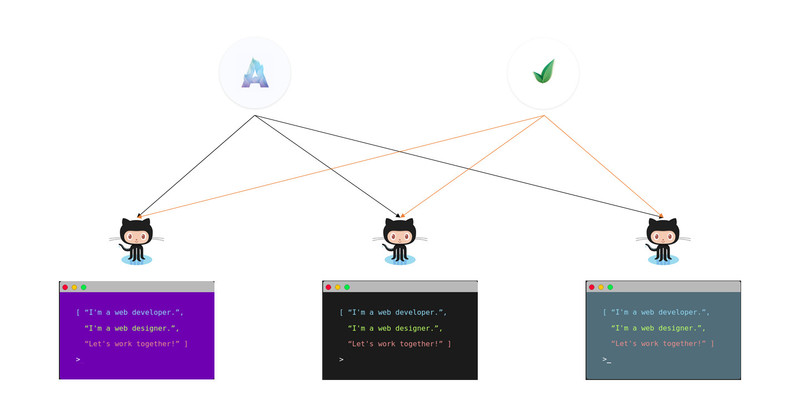 [ “I'm a web developer.”,
“I'm a web designer.”,
“Let's work together!” ]
>
[ “I'm a web developer.”,
“I'm a web designer.”,
“Let's work together!” ]
>
[ “I'm a web developer.”,
“I'm a web designer.”,
“Let's work together!” ]
>_